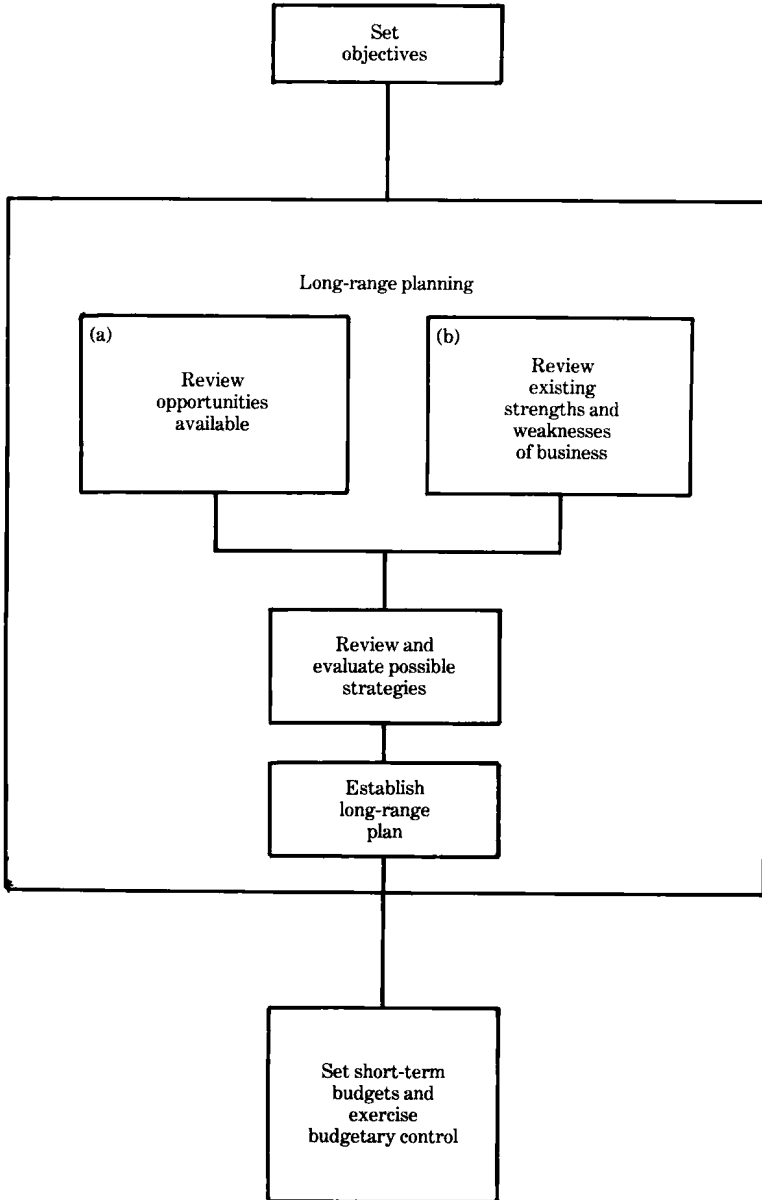 Set
objectives
Long-range planning
(a)
Review
opportunities
available
(b)
Review
existing
strengths and
weaknesses
of business
Review and
evaluate possible
strategies
Establish
long-range
plan
Set short-term
budgets and
exercise
budgetary control